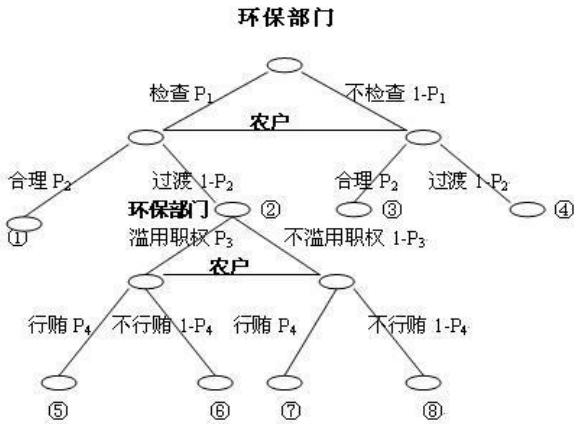 环保部门
检查 P1 不检查 1-P1
农户
合理 P2 过渡 1-P2 合理 P2 过渡 1-P2
① 环保部门 ② ③ ④
滥用职权 P3 不滥用职权 1-P3
农户
行贿 P4 不行贿 1-P4 行贿 P4 不行贿 1-P4
⑤ ⑥ ⑦ ⑧